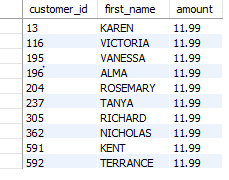 customer_id first_name amount
13 KAREN 11.99
116 VICTORIA 11.99
195 VANESSA 11.99
196 ALMA 11.99
204 ROSEMARY 11.99
237 TANYA 11.99
305 RICHARD 11.99
362 NICHOLAS 11.99
591 KENT 11.99
592 TERRANCE 11.99